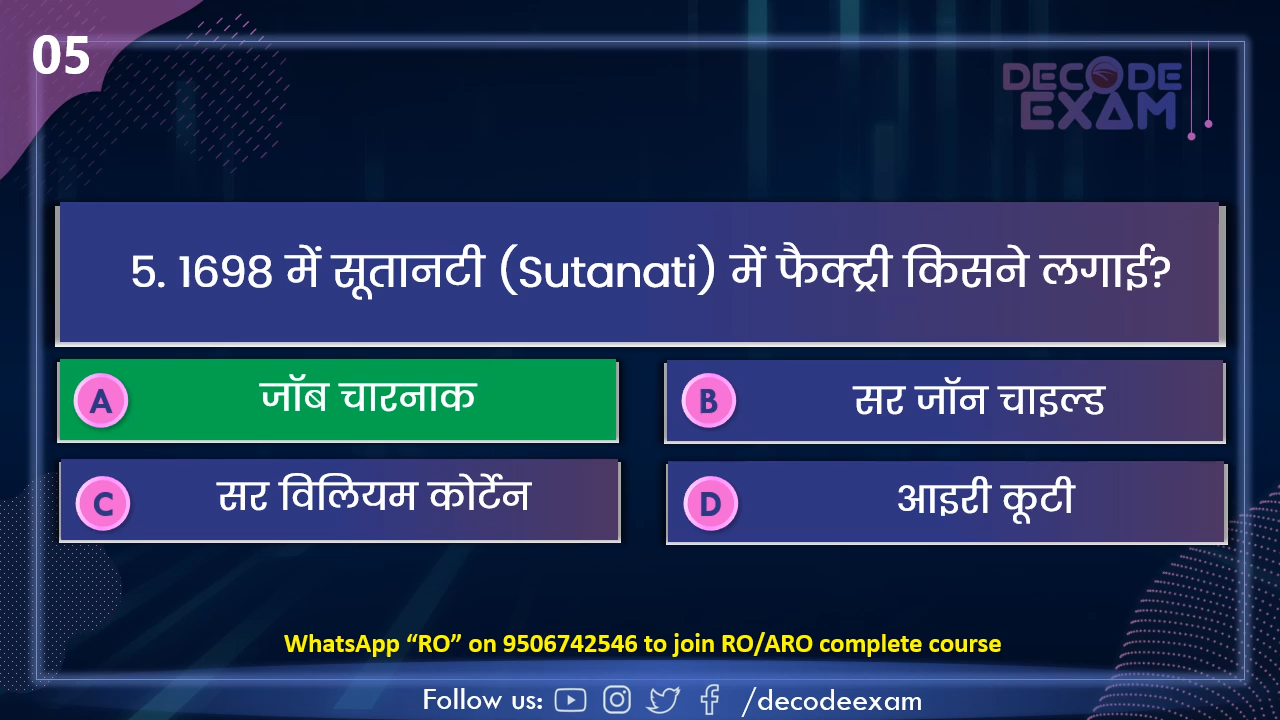 05
DECODE
EXAM
5. 1698 में सूतानटी (Sutanati) में फैक्ट्री किसने लगाई?
A जॉब चारनाक
B सर जॉन चाइल्ड
C सर विलियम कोर्टेन
D आइरी कूटी
WhatsApp “RO” on 9506742546 to join RO/ARO complete course
Follow us: /decodeexam